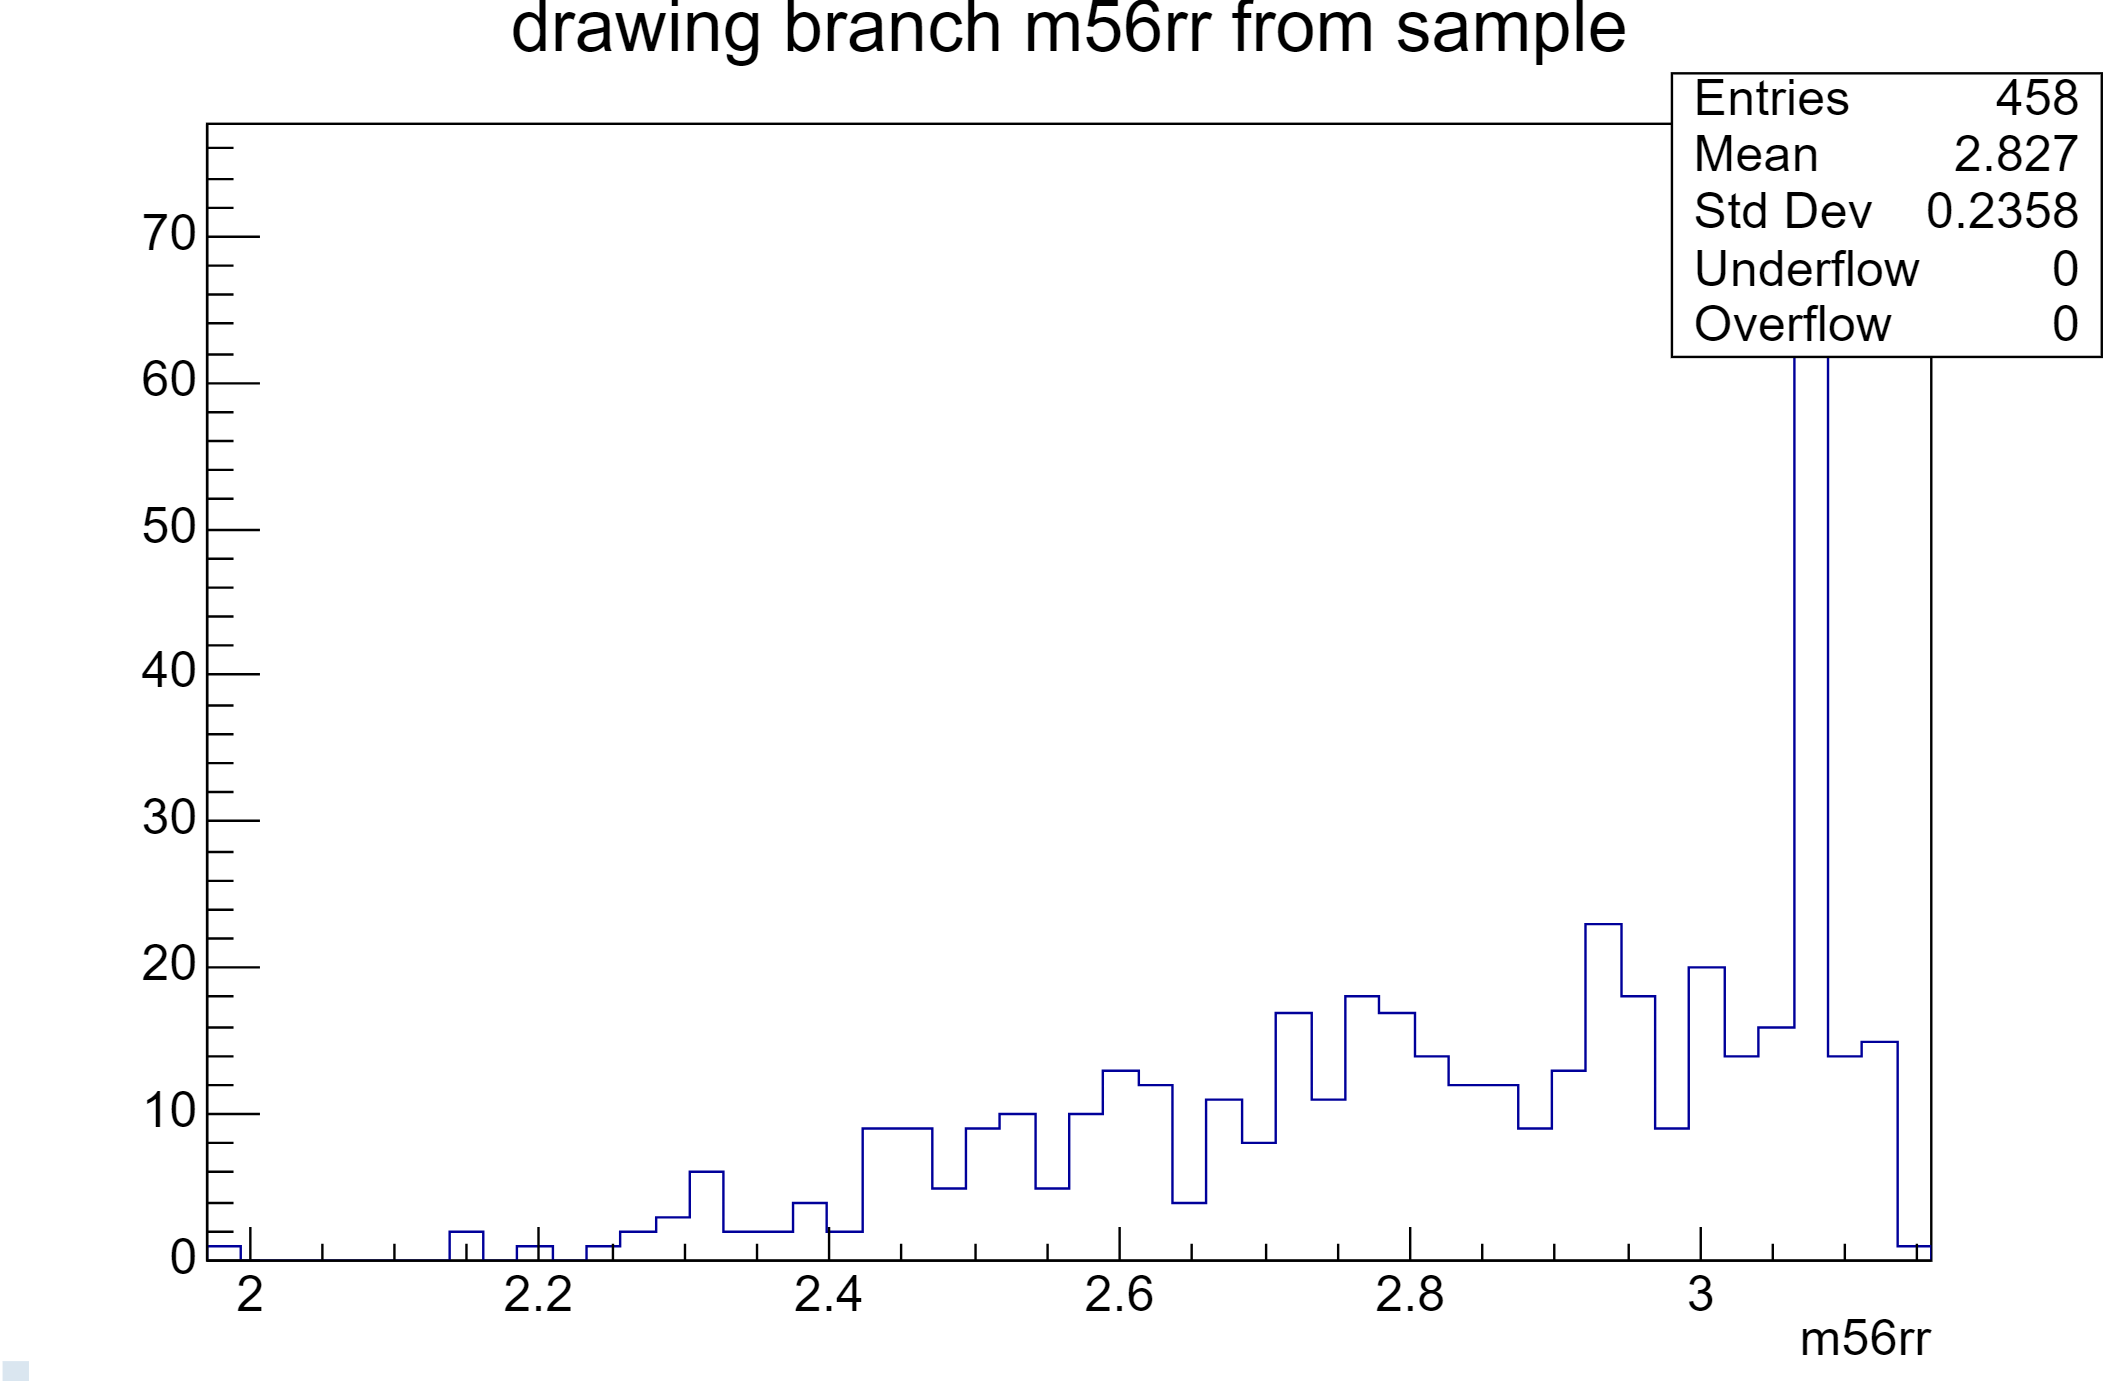 drawing branch m56rr from sample
Entries 458
Mean 2.827
Std Dev 0.2358
Underflow 0
Overflow 0
70
60
50
40
30
20
10
0
2 2.2 2.4 2.6 2.8 3
m56rr